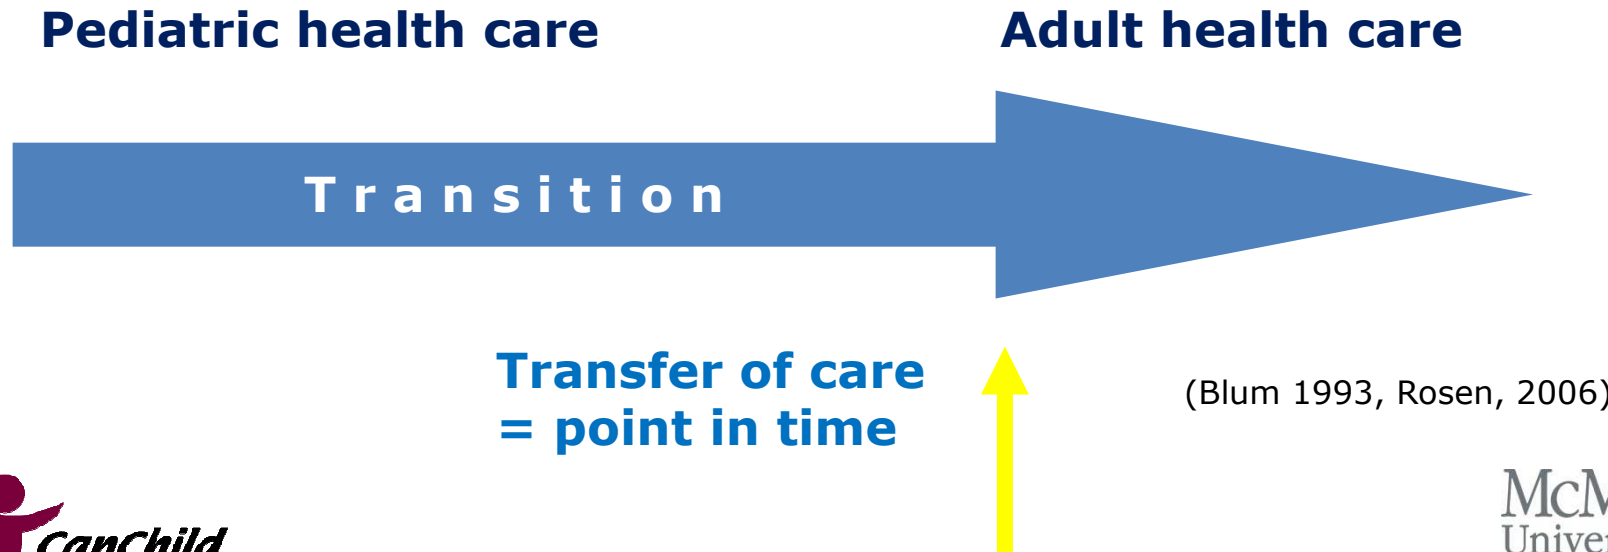 Pediatric health care
Adult health care
Transition
Transfer of care
= point in time
(Blum 1993, Rosen, 2006)
CanChild